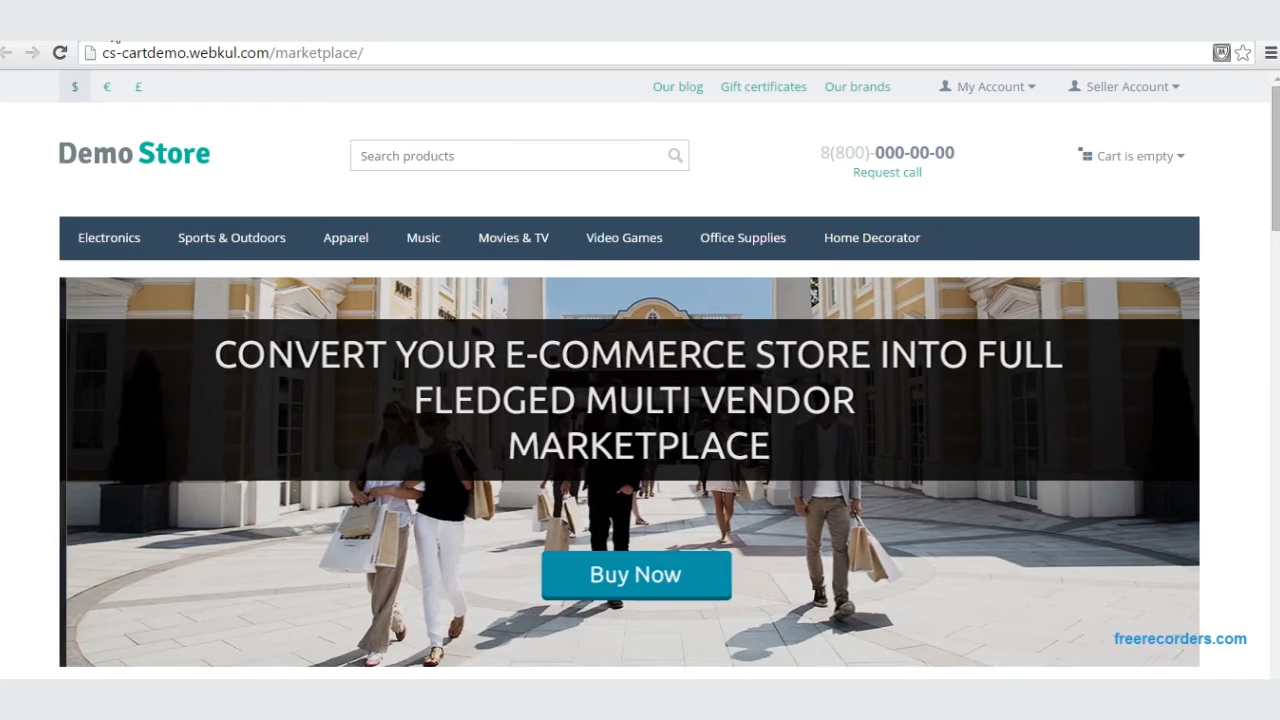 cs-cartdemo.webkul.com/marketplace/
$ € £ Our blog Gift certificates Our brands My Account Seller Account
Demo Store Search products 8(800)-000-00-00 Cart is empty
Request call
Electronics Sports & Outdoors Apparel Music Movies & TV Video Games Office Supplies Home Decorator
CONVERT YOUR E-COMMERCE STORE INTO FULL
FLEDGED MULTI VENDOR
MARKETPLACE
Buy Now
freerecorders.com